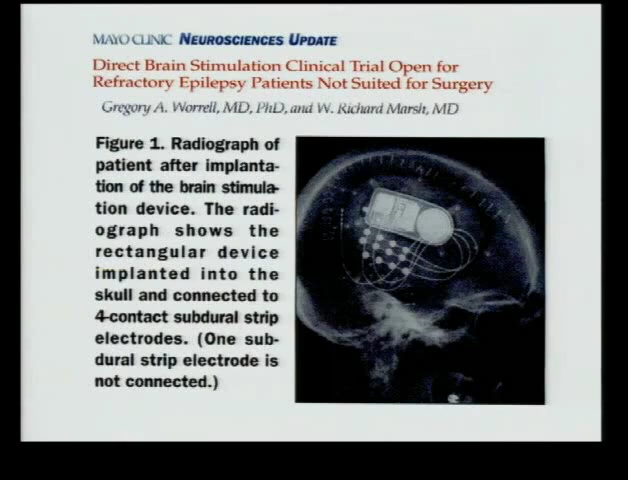 MAYO CLINIC NEUROSCIENCES UPDATE
Direct Brain Stimulation Clinical Trial Open for
Refractory Epilepsy Patients Not Suited for Surgery
Gregory A. Worrell, MD, PhD, and W. Richard Marsh, MD
Figure 1. Radiograph of
patient after implanta-
tion of the brain stimula-
tion device. The radi-
ograph shows the
rectangular device
implanted into the
skull and connected to
4-contact subdural strip
electrodes. (One sub-
dural strip electrode is
not connected.)